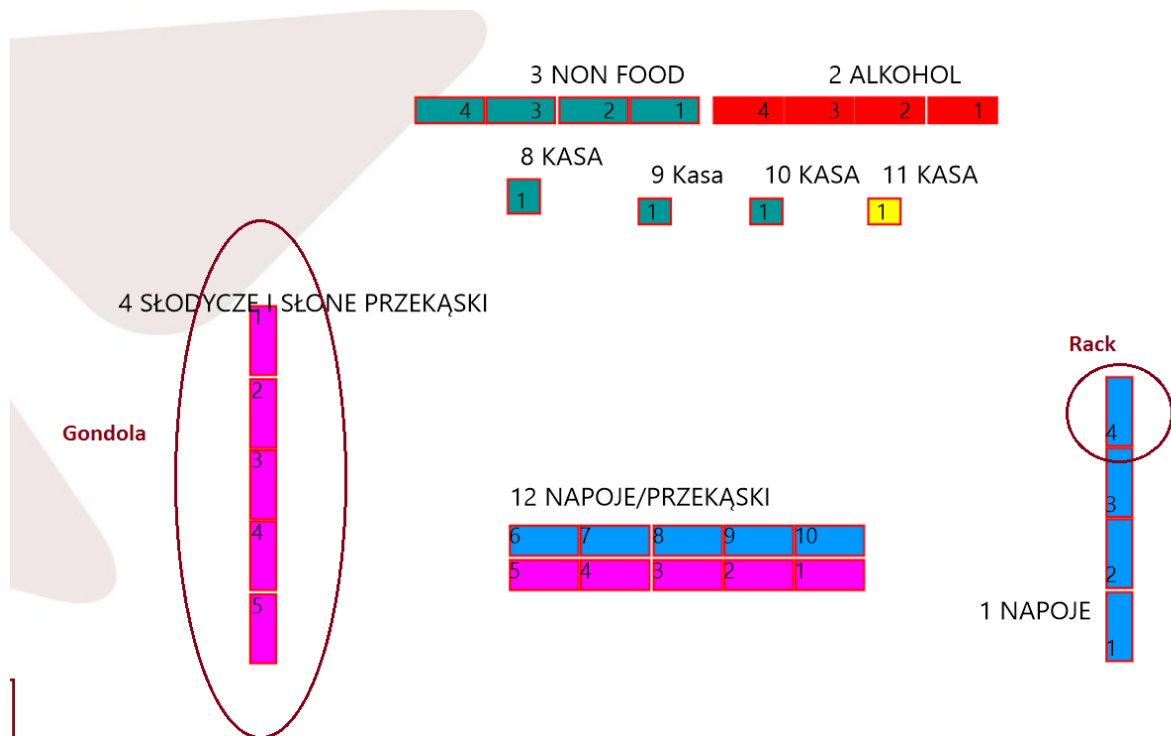 3 NON FOOD
2 ALKOHOL
4 3 2 1
4 3 2 1
8 KASA
9 Kasa
10 KASA
11 KASA
1
1
1
1
4 SŁODYCZE I SŁONE PRZEKĄSKI
1
2
3
4
5
Gondola
Rack
4
3
2
1
1 NAPOJE
12 NAPOJE/PRZEKĄSKI
6 7 8 9 10
5 4 3 2 1